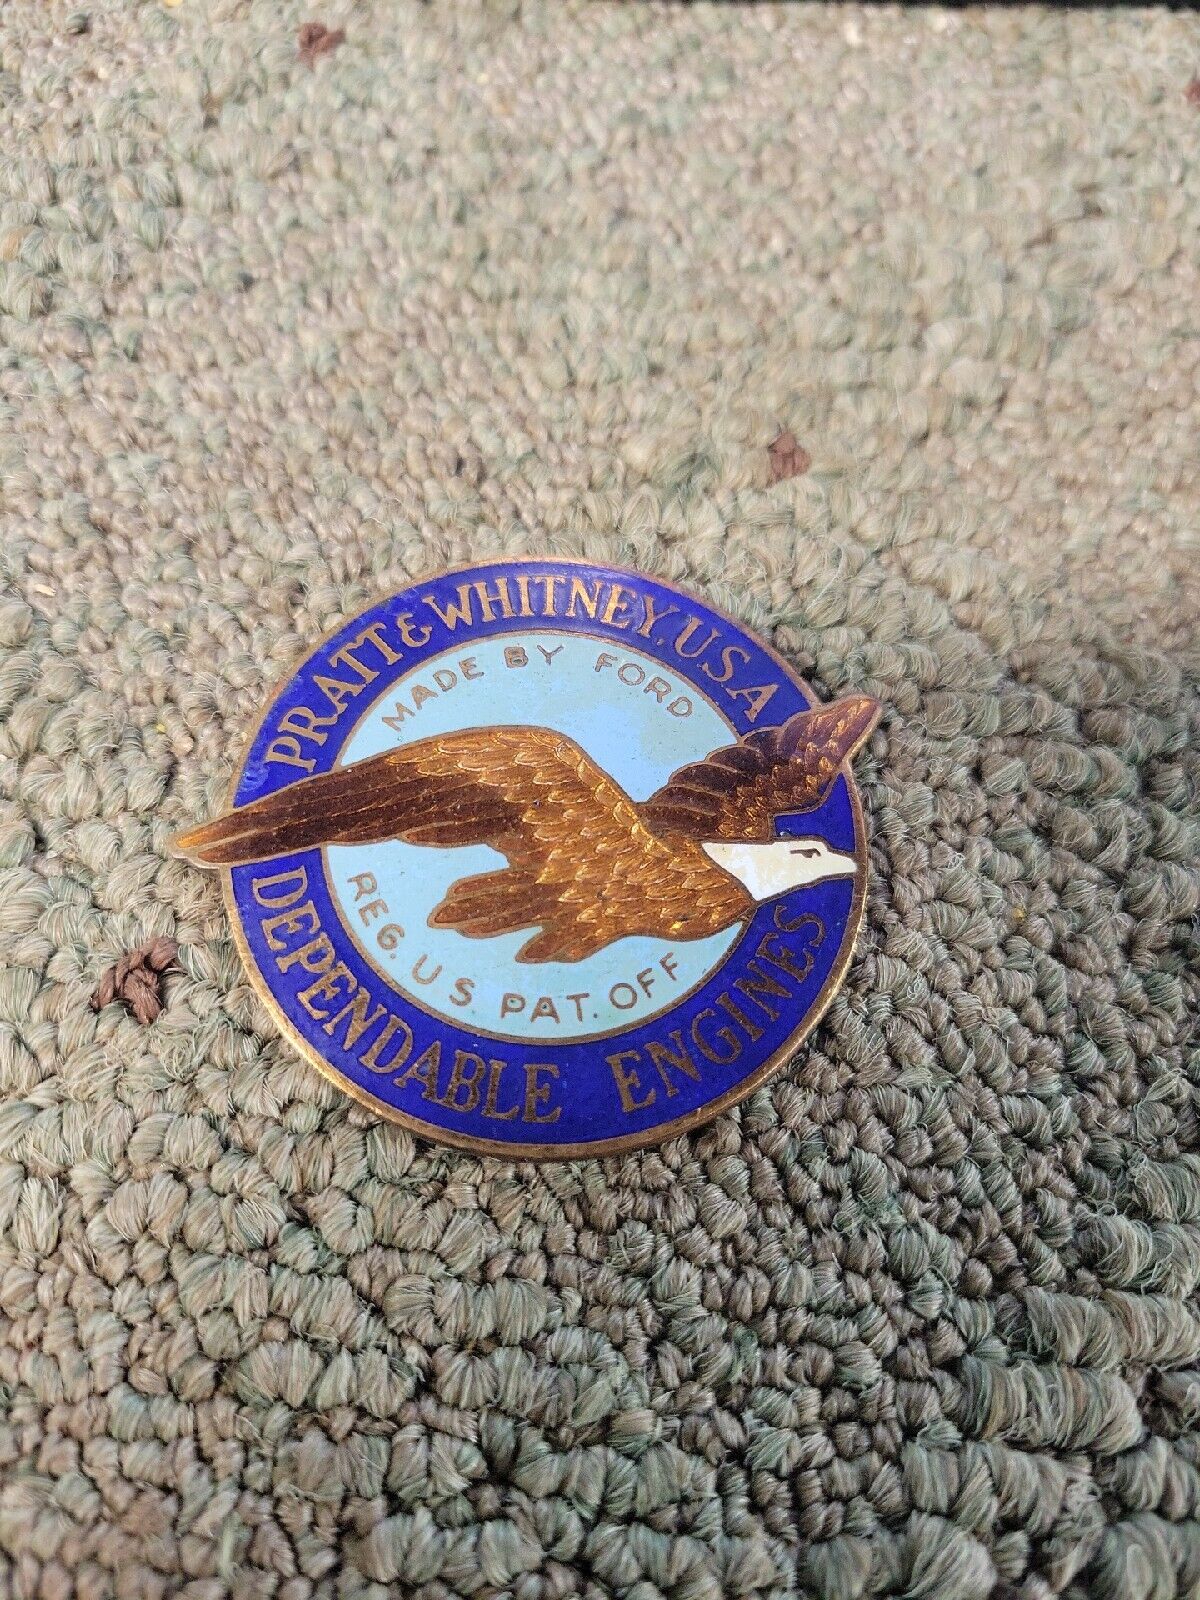 PRATT & WHITNEY, U.S.A
MADE BY FORD
REG. U S PAT. OFF
DEPENDABLE ENGINES